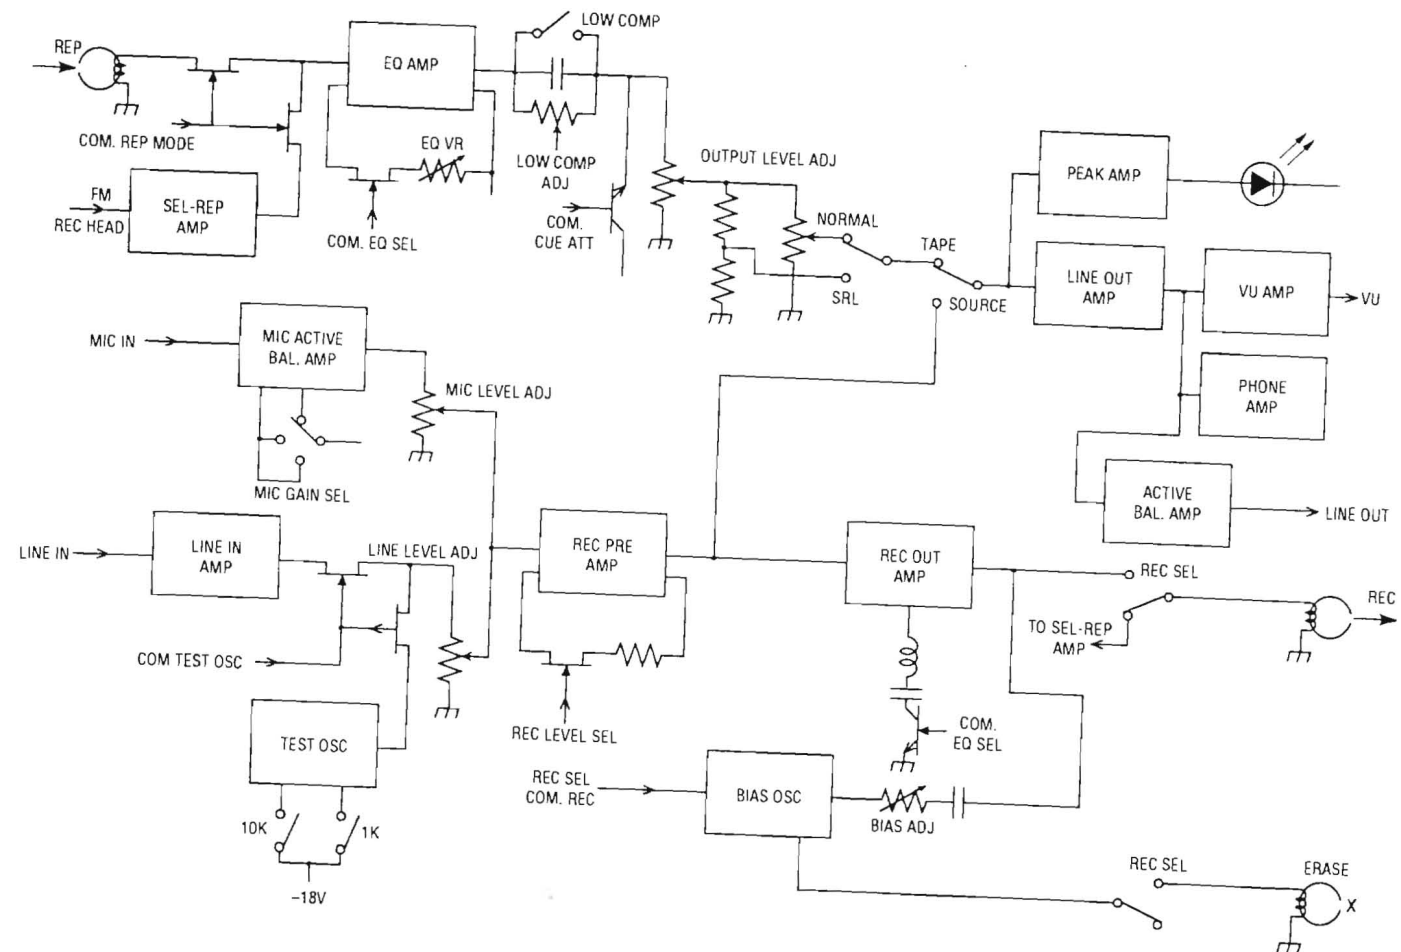 REP
EQ AMP
LOW COMP
COM. REP MODE
EQ VR
LOW COMP
ADJ
OUTPUT LEVEL ADJ
PEAK AMP
FM
REC HEAD
SEL-REP
AMP
COM. EQ SEL
COM.
CUE ATT
NORMAL
TAPE
SRL
SOURCE
LINE OUT
AMP
VU AMP
VU
MIC IN
MIC ACTIVE
BAL. AMP
MIC LEVEL ADJ
PHONE
AMP
MIC GAIN SEL
ACTIVE
BAL. AMP
LINE OUT
LINE IN
LINE IN
AMP
LINE LEVEL ADJ
REC PRE
AMP
REC OUT
AMP
REC SEL
REC
TO SEL-REP
AMP
COM TEST OSC
REC LEVEL SEL
COM.
EQ SEL
TEST OSC
REC SEL
COM. REC
BIAS OSC
BIAS ADJ
10K
1K
-18V
REC SEL
ERASE
X